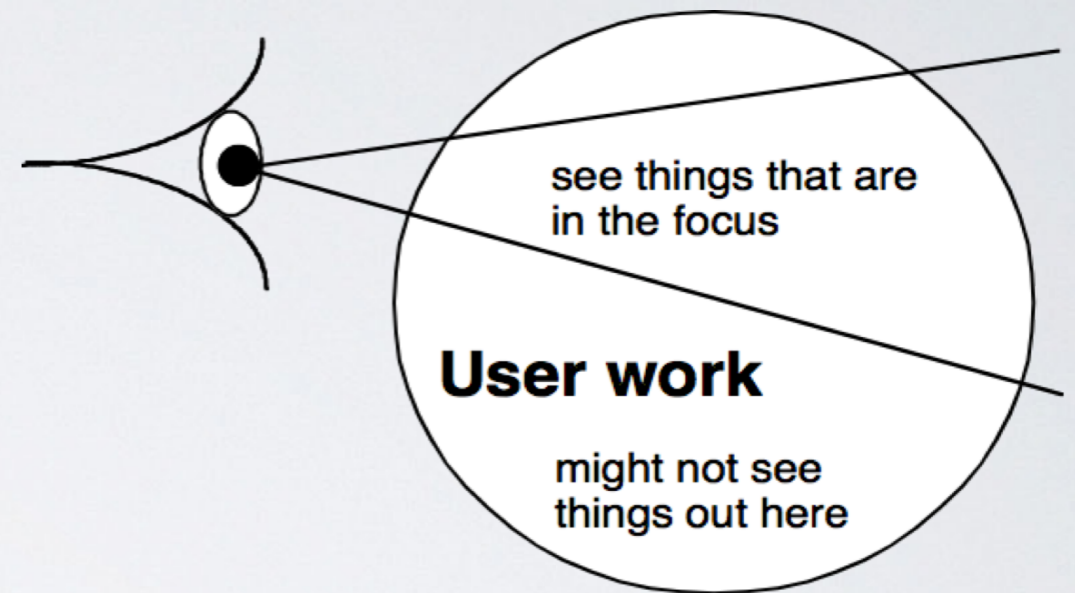 see things that are
in the focus
User work
might not see
things out here